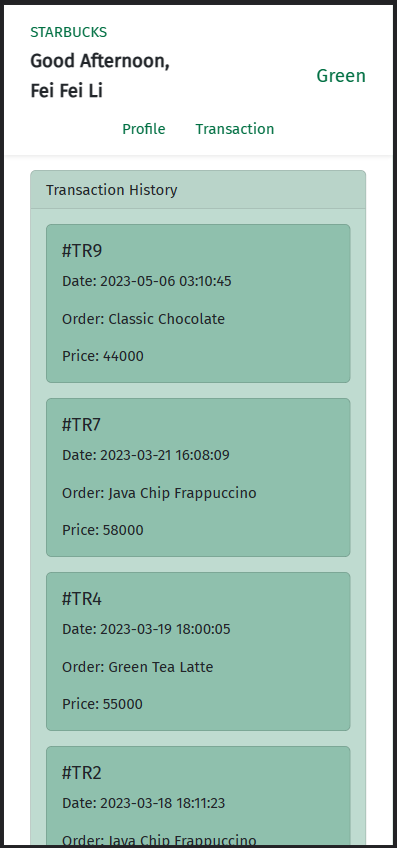 STARBUCKS
Good Afternoon,
Fei Fei Li
Green
Profile Transaction
Transaction History
#TR9
Date: 2023-05-06 03:10:45
Order: Classic Chocolate
Price: 44000
#TR7
Date: 2023-03-21 16:08:09
Order: Java Chip Frappuccino
Price: 58000
#TR4
Date: 2023-03-19 18:00:05
Order: Green Tea Latte
Price: 55000
#TR2
Date: 2023-03-18 18:11:23
Order: Java Chip Frappuccino